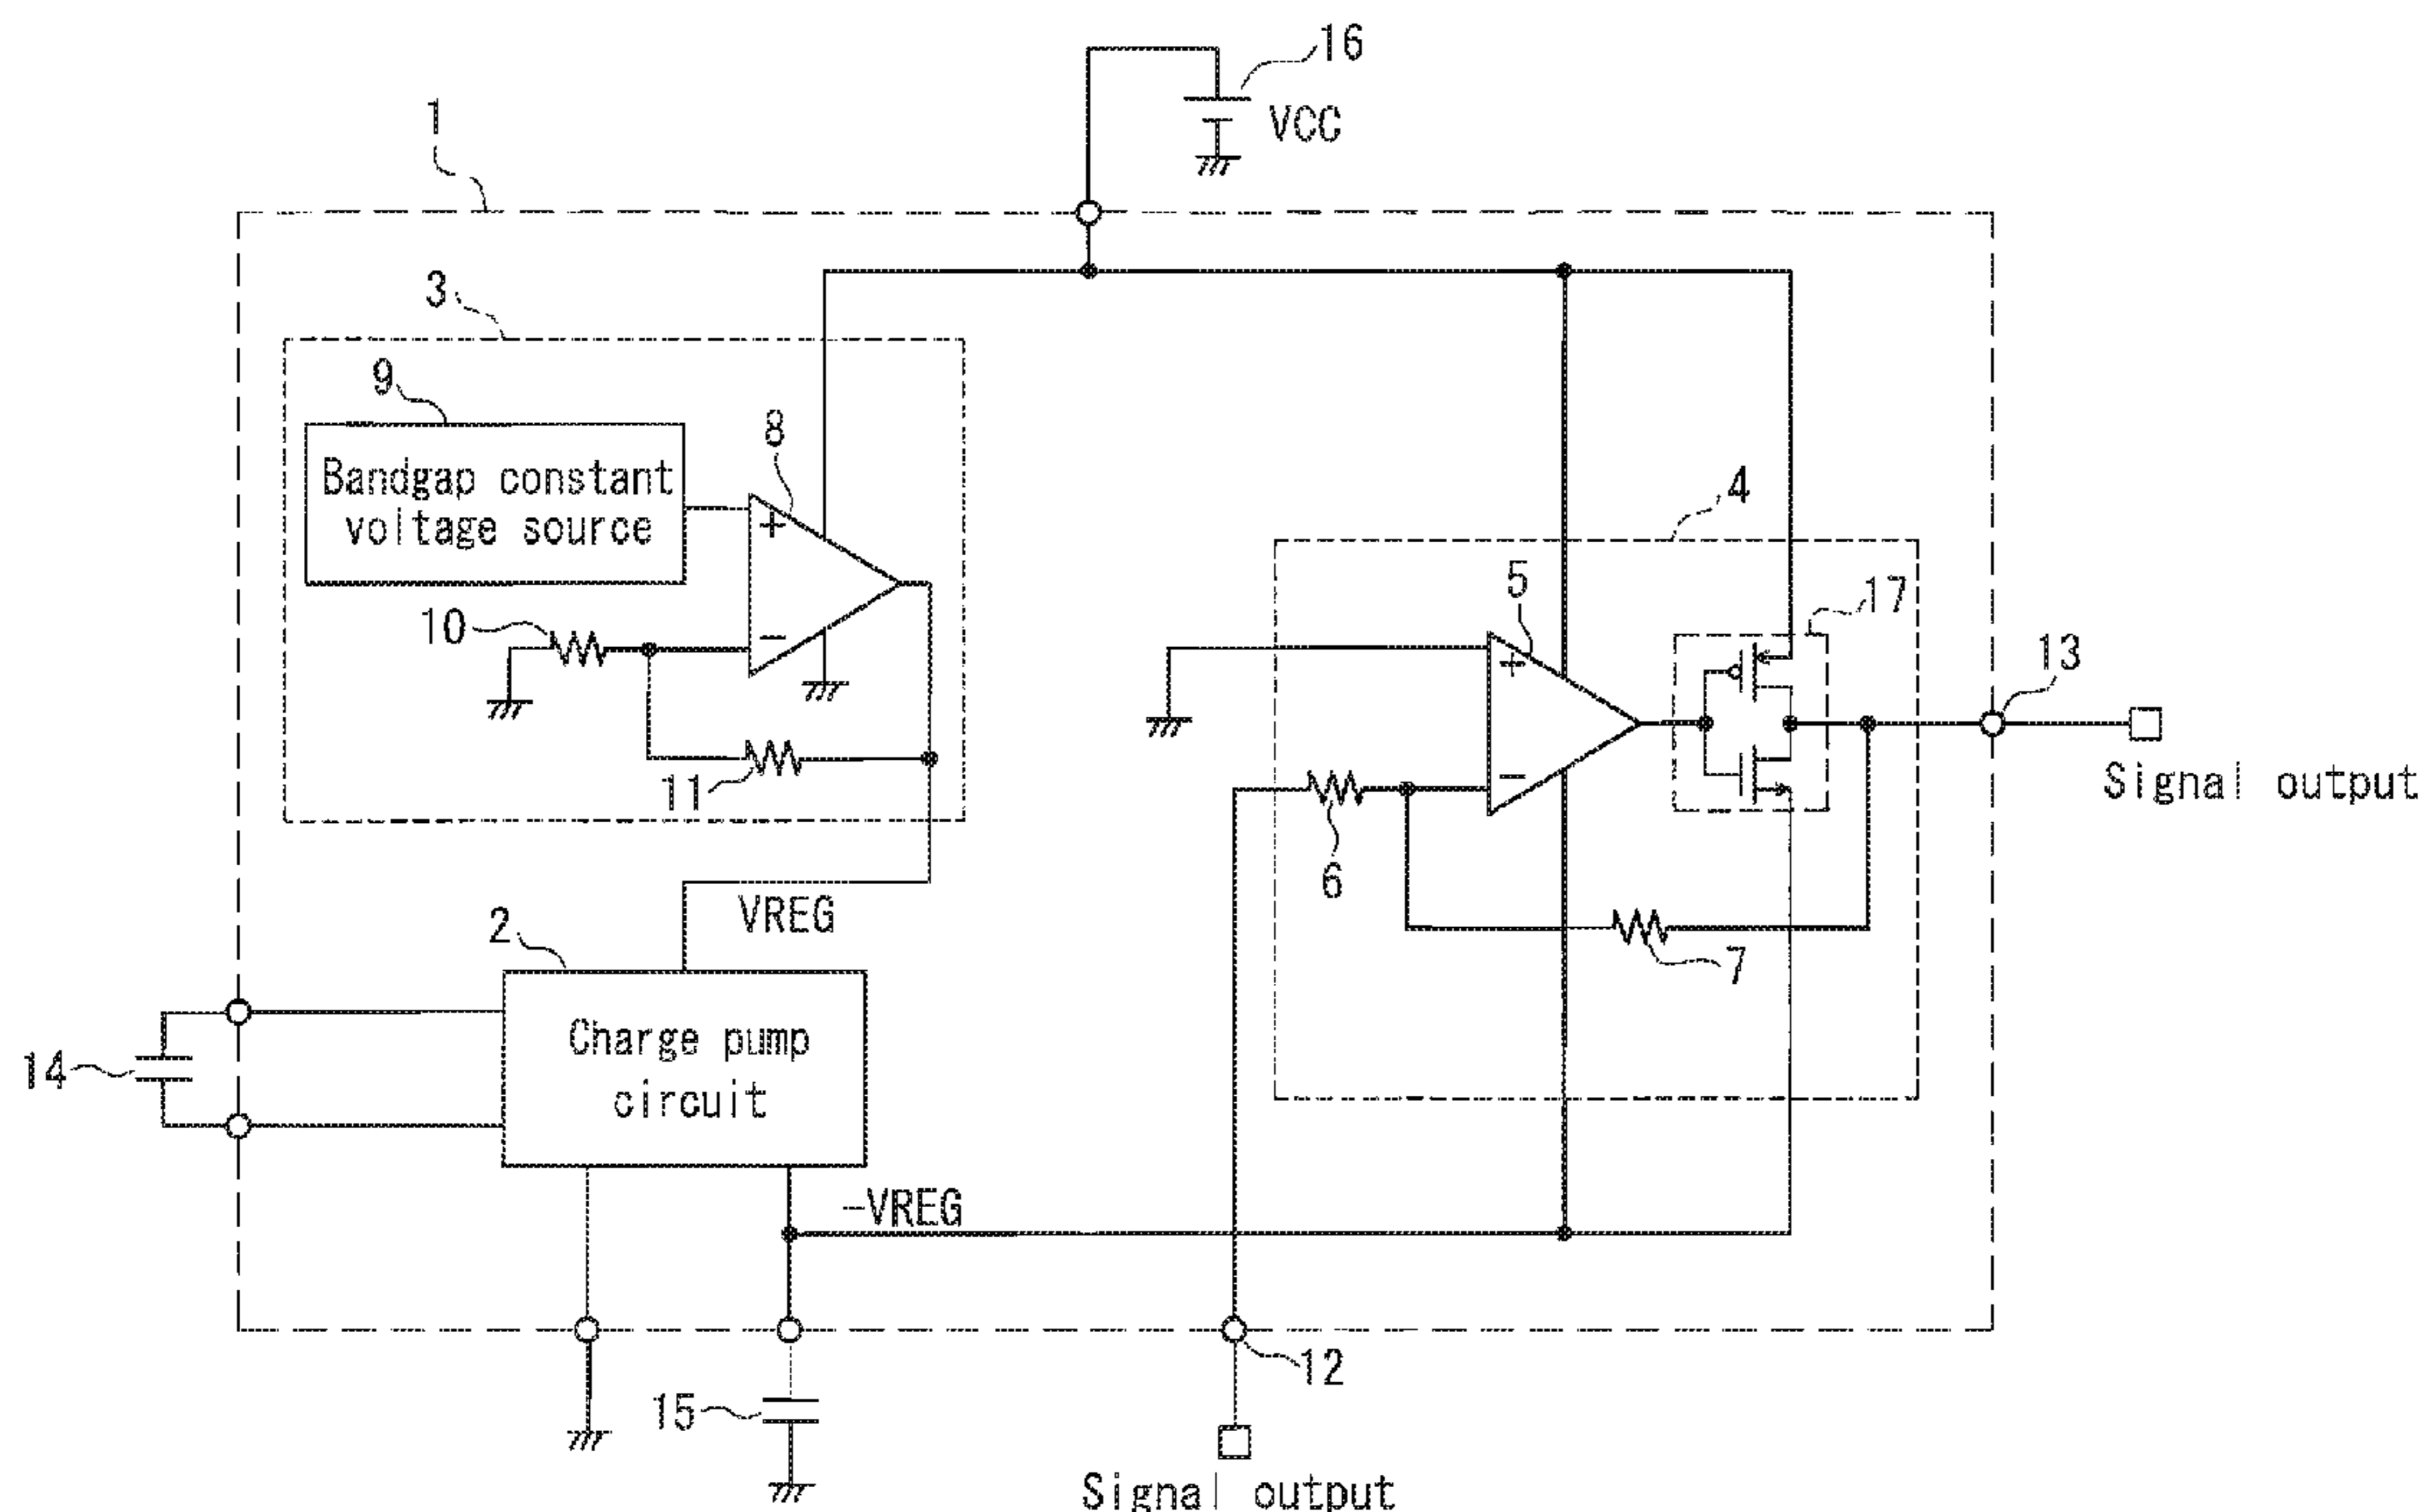 16
VCC
1
3
9
8
Bandgap constant
voltage source
+
−
10
11
4
5
17
13
+
−
Signal output
6
7
VREG
2
Charge pump
circuit
14
−VREG
12
15
Signal output